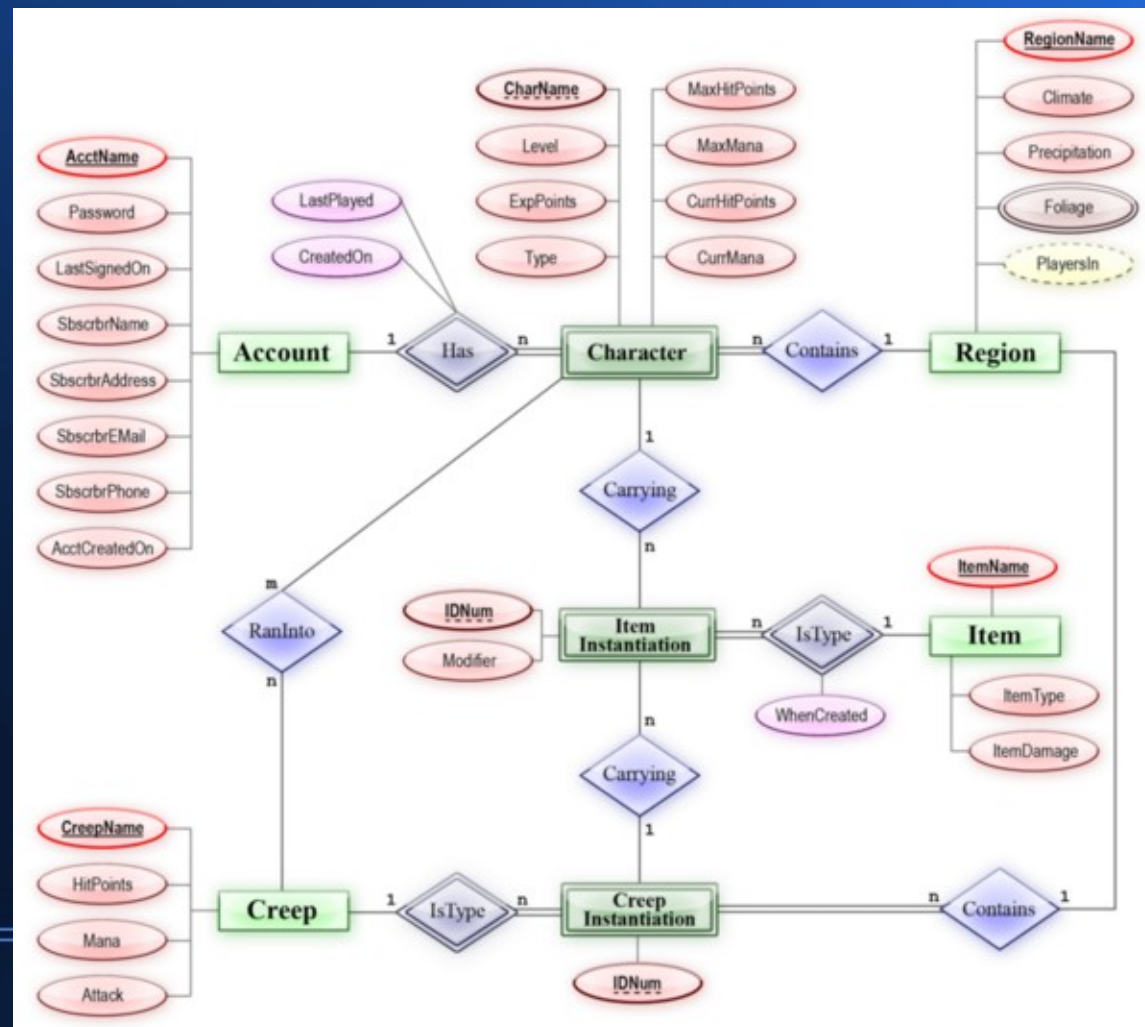 RegionName
CharName
MaxHitPoints
Climate
Level
MaxMana
AcctName
Precipitation
LastPlayed
ExpPoints
CurrHitPoints
Password
Foliage
CreatedOn
Type
CurrMana
LastSignedOn
PlayersIn
SbscrbrName
1
n
n
1
Account
Has
Character
Contains
Region
SbscrbrAddress
SbscrbrEMail
1
Carrying
SbscrbrPhone
AcctCreatedOn
n
ItemName
m
IDNum
RanInto
Item
Instantiation
n
IsType
1
Item
Modifier
n
ItemType
n
WhenCreated
ItemDamage
Carrying
CreepName
1
HitPoints
1
n
n
1
Creep
IsType
Creep
Instantiation
Contains
Mana
IDNum
Attack